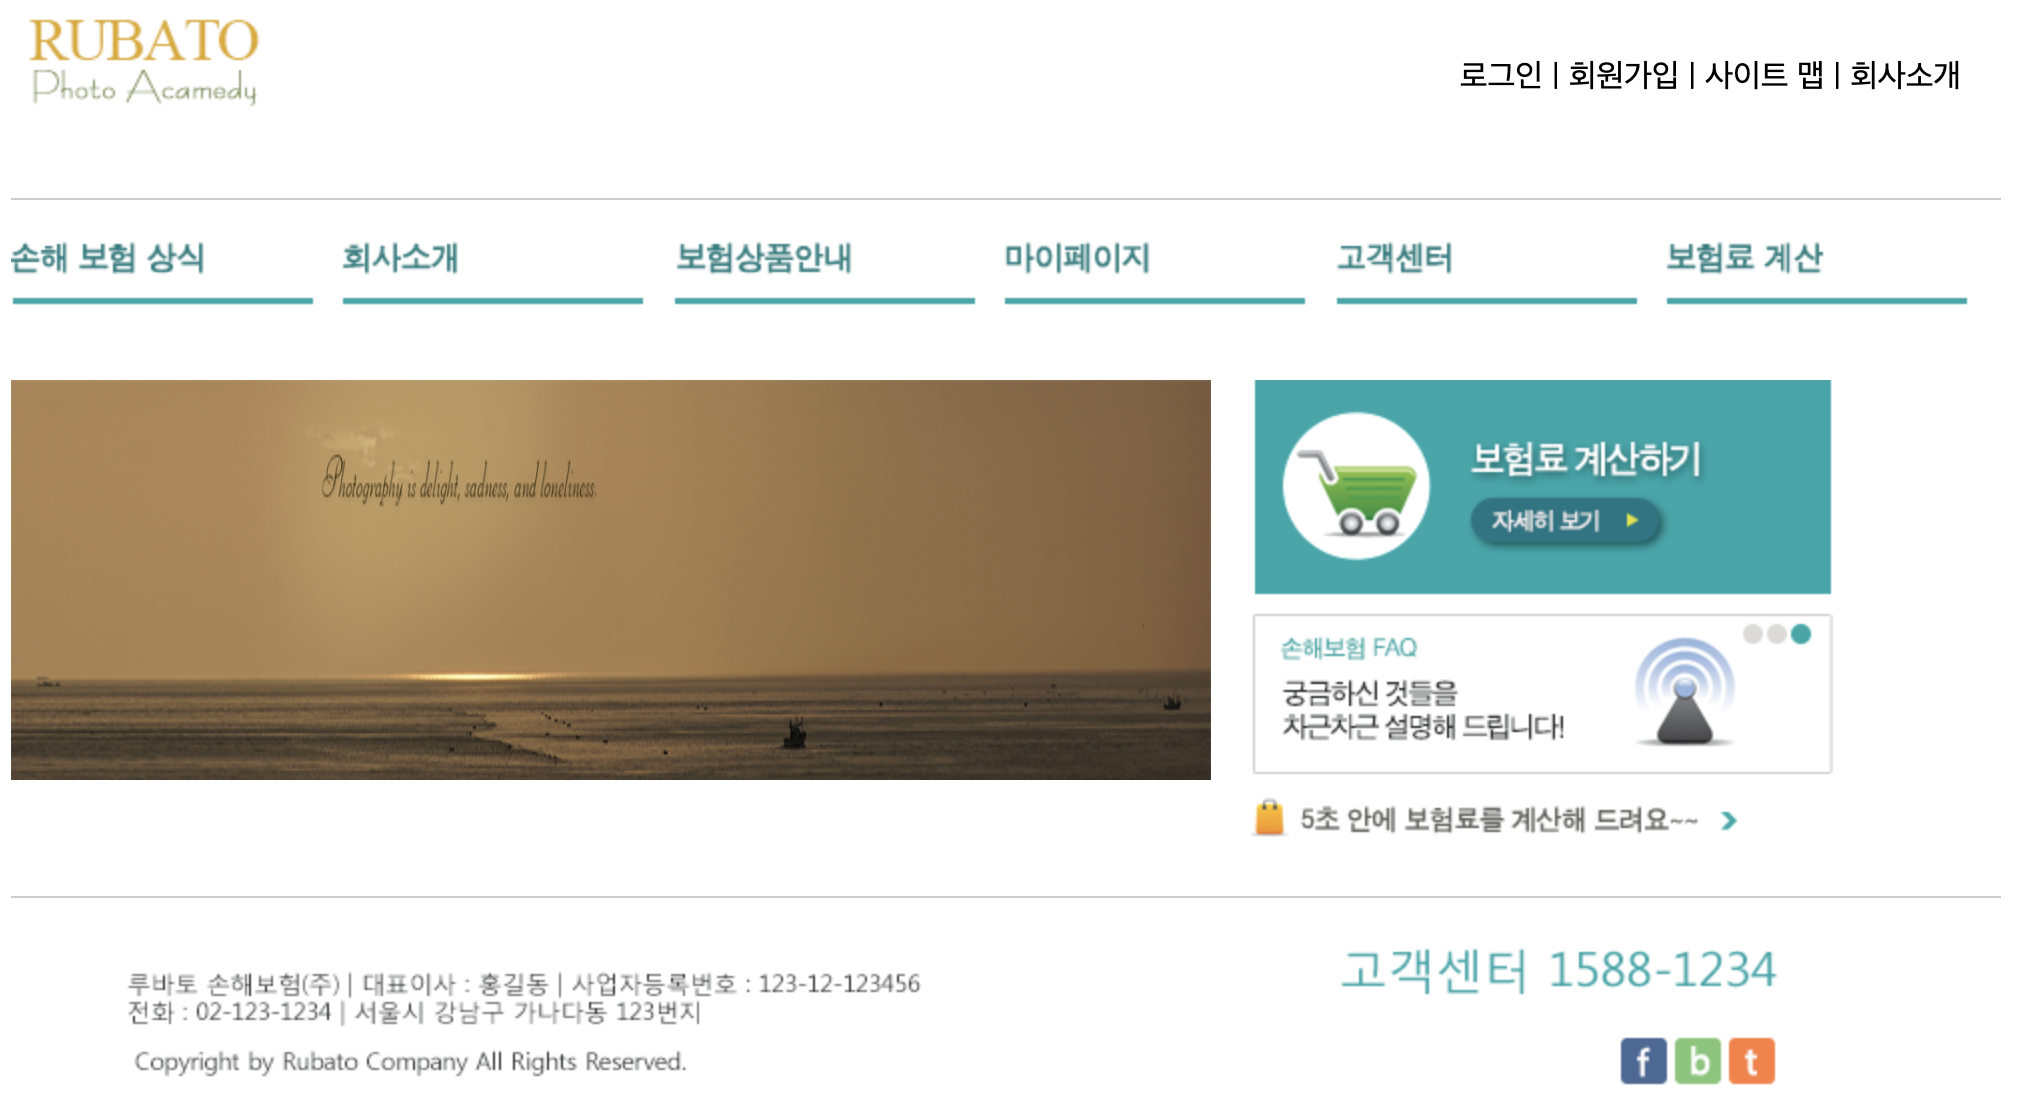 RUBATO
Photo Acamedy
로그인 | 회원가입 | 사이트 맵 | 회사소개
손해 보험 상식
회사소개
보험상품안내
마이페이지
고객센터
보험료 계산
Photography is delight, sadness, and loneliness.
보험료 계산하기
자세히 보기
손해보험 FAQ
궁금하신 것들을
차근차근 설명해 드립니다!
5초 안에 보험료를 계산해 드려요~~
루바토 손해보험(주) | 대표이사 : 홍길동 | 사업자등록번호 : 123-12-123456
전화 : 02-123-1234 | 서울시 강남구 가나다동 123번지
Copyright by Rubato Company All Rights Reserved.
고객센터 1588-1234
f b t